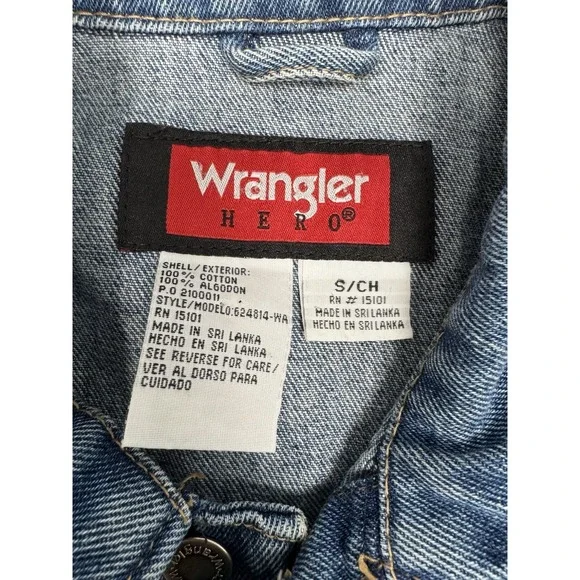 Wrangler
HERO®
SHELL/EXTERIOR:
100% COTTON
100% ALGODON
P.O 2100011
STYLE/MODELO:624814-WA
RN 15101
MADE IN SRI LANKA
HECHO EN SRI LANKA
SEE REVERSE FOR CARE/
VER AL DORSO PARA
CUIDADO
S/CH
RN # 15101
MADE IN SRI LANKA
HECHO EN SRI LANKA